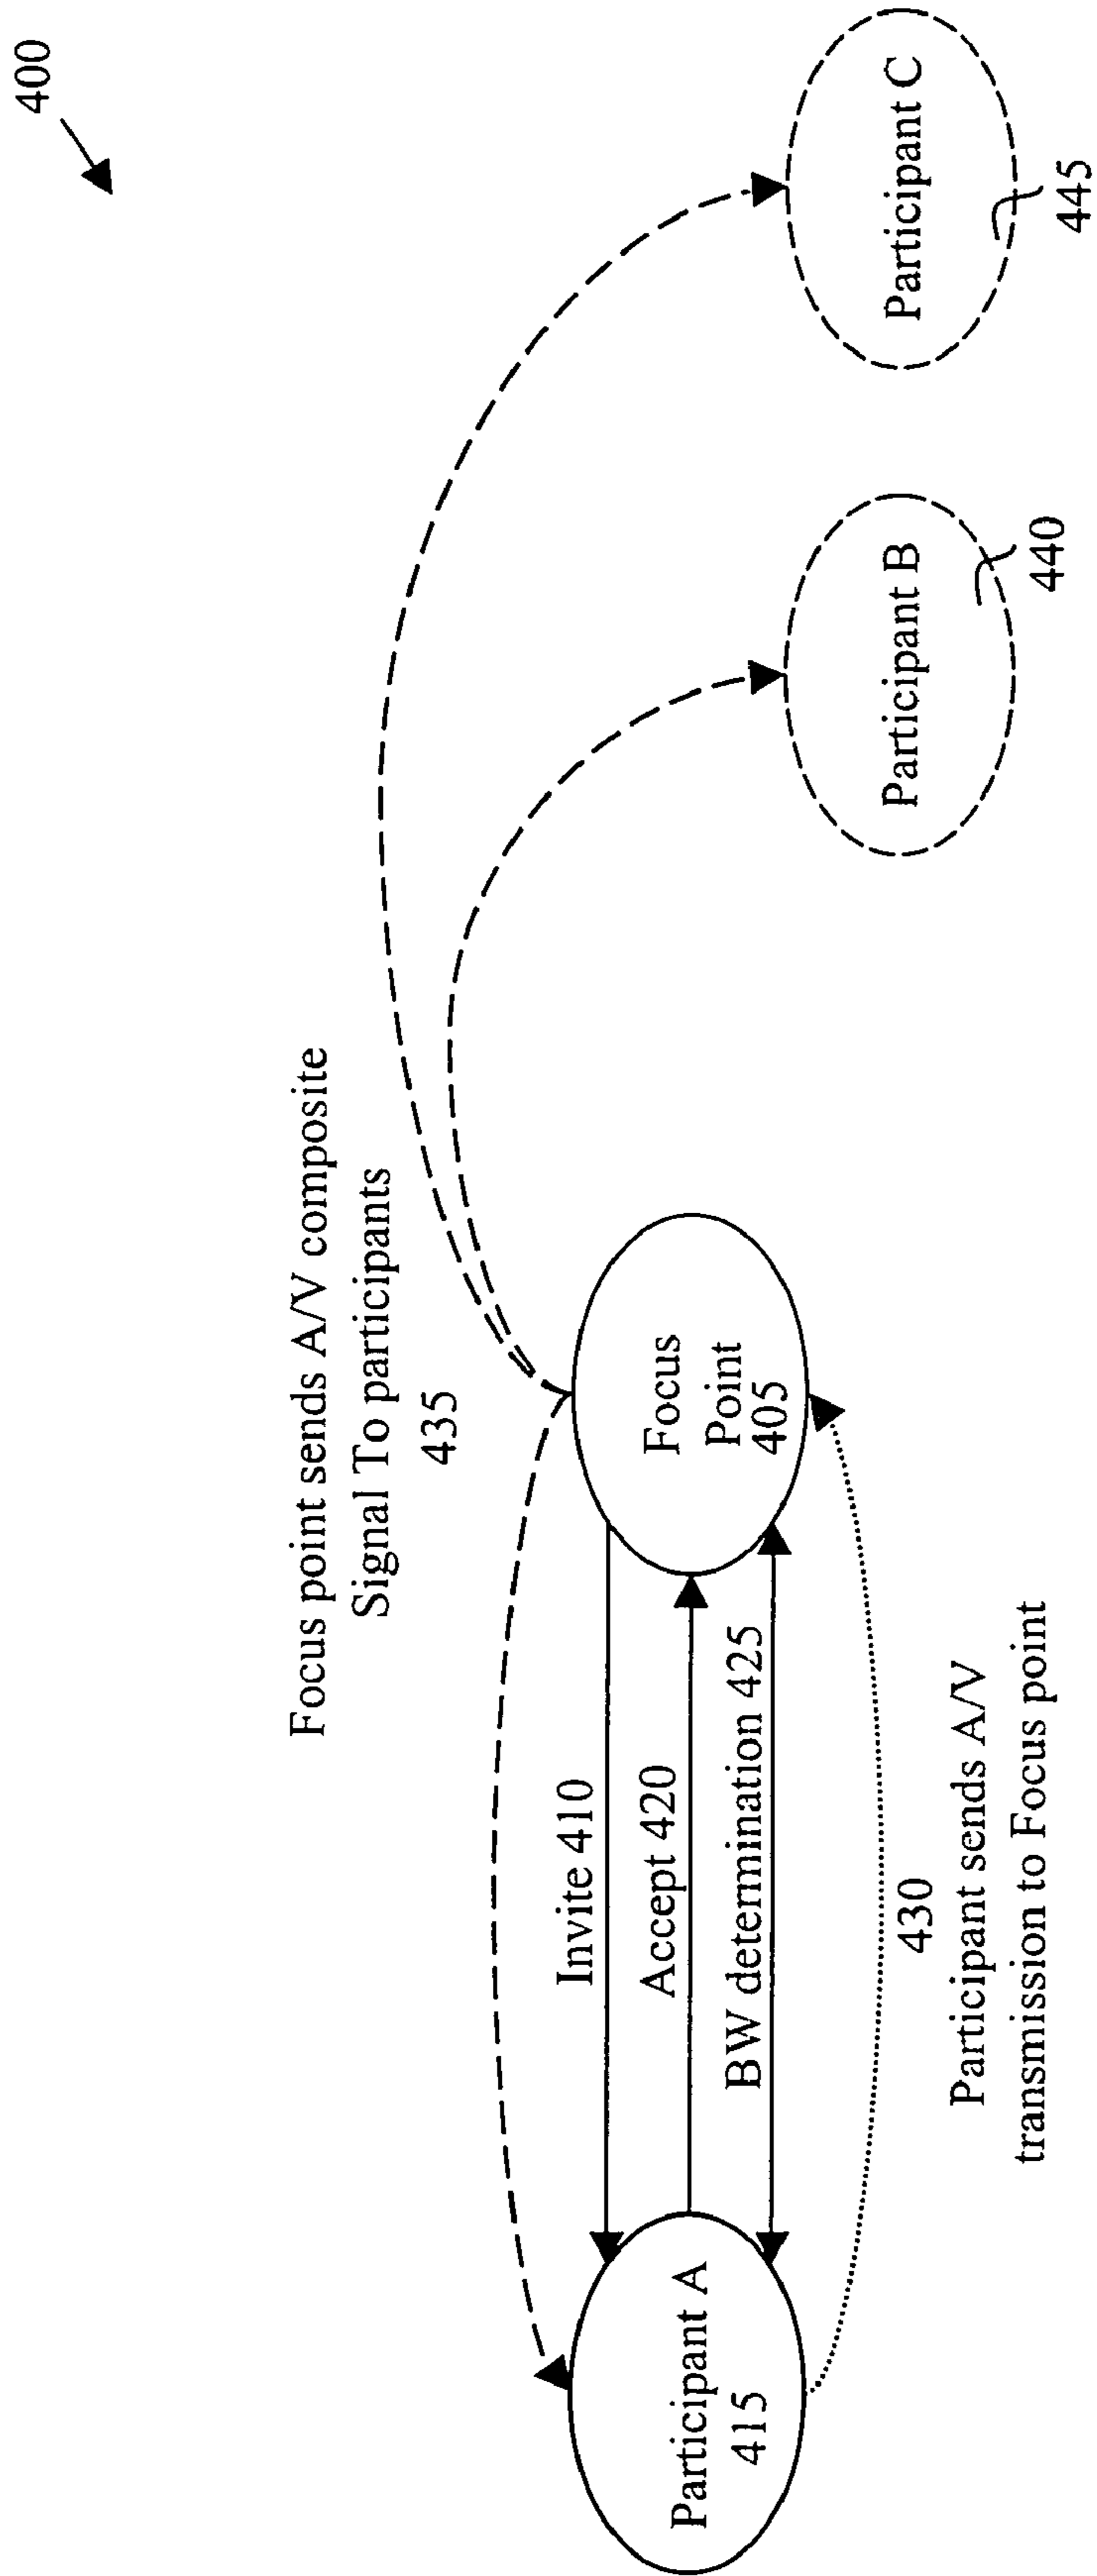 400
Focus point sends A/V composite
Signal To participants
435
Invite 410
Accept 420
BW determination 425
Participant A
415
Focus
Point
405
430
Participant sends A/V
transmission to Focus point
Participant B
440
Participant C
445